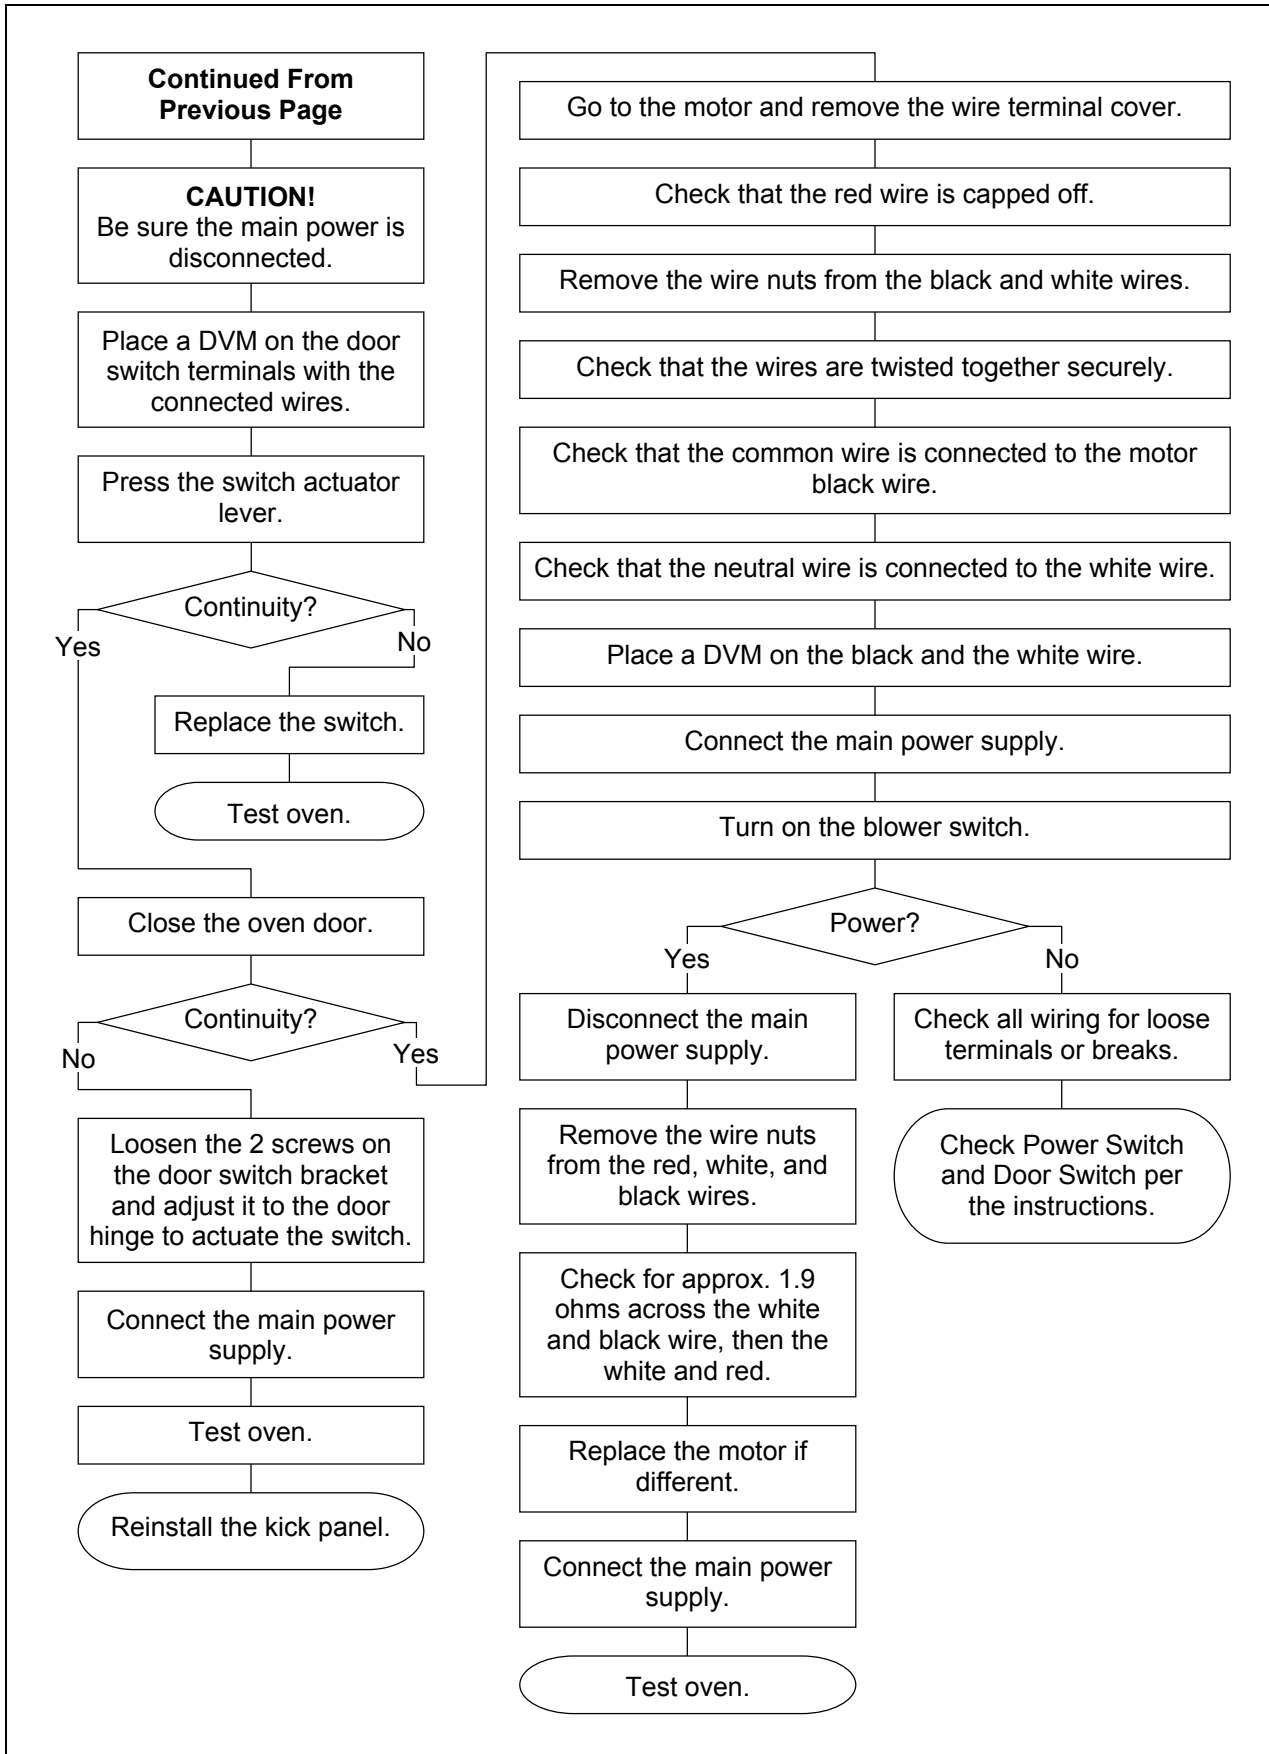 Continued From
Previous Page
CAUTION!
Be sure the main power is
disconnected.
Place a DVM on the door
switch terminals with the
connected wires.
Press the switch actuator
lever.
Continuity?
Yes
No
Replace the switch.
Test oven.
Close the oven door.
Continuity?
No
Yes
Loosen the 2 screws on
the door switch bracket
and adjust it to the door
hinge to actuate the switch.
Connect the main power
supply.
Test oven.
Reinstall the kick panel.
Go to the motor and remove the wire terminal cover.
Check that the red wire is capped off.
Remove the wire nuts from the black and white wires.
Check that the wires are twisted together securely.
Check that the common wire is connected to the motor
black wire.
Check that the neutral wire is connected to the white wire.
Place a DVM on the black and the white wire.
Connect the main power supply.
Turn on the blower switch.
Power?
Yes
No
Disconnect the main
power supply.
Remove the wire nuts
from the red, white, and
black wires.
Check for approx. 1.9
ohms across the white
and black wire, then the
white and red.
Replace the motor if
different.
Connect the main power
supply.
Test oven.
Check all wiring for loose
terminals or breaks.
Check Power Switch
and Door Switch per
the instructions.